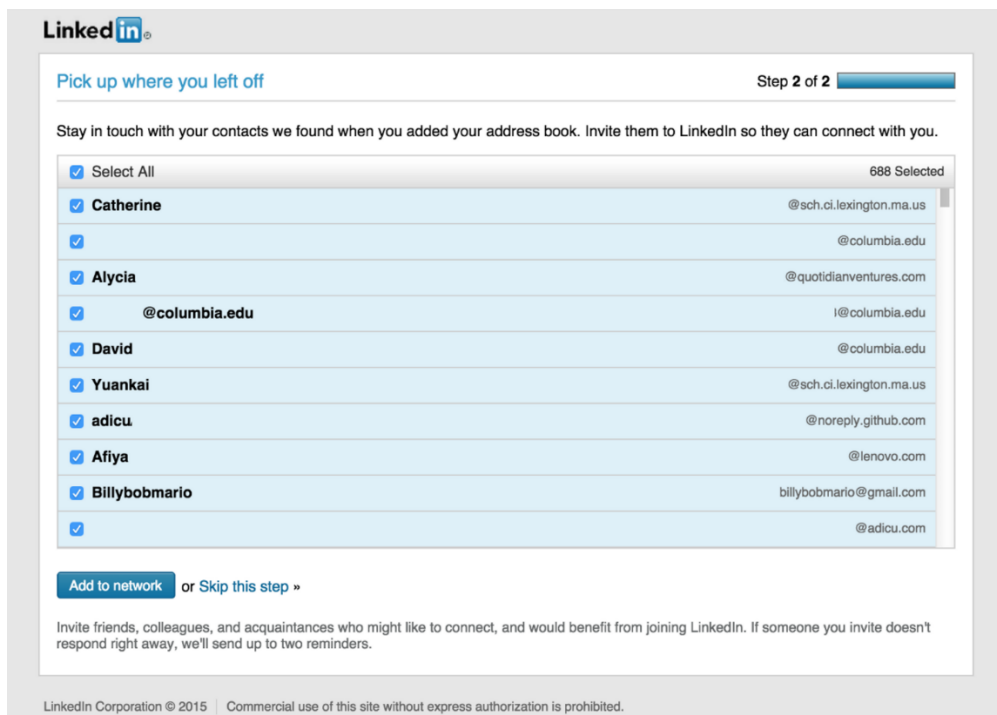 Linked in ®
Pick up where you left off
Step 2 of 2
Stay in touch with your contacts we found when you added your address book. Invite them to LinkedIn so they can connect with you.
Select All 688 Selected
Catherine @sch.ci.lexington.ma.us
@columbia.edu
Alycia @quotidianventures.com
@columbia.edu l@columbia.edu
David @columbia.edu
Yuankai @sch.ci.lexington.ma.us
adicu @noreply.github.com
Afiya @lenovo.com
Billybobmario billybobmario@gmail.com
@adicu.com
Add to network or Skip this step »
Invite friends, colleagues, and acquaintances who might like to connect, and would benefit from joining LinkedIn. If someone you invite doesn't
respond right away, we'll send up to two reminders.
LinkedIn Corporation © 2015 | Commercial use of this site without express authorization is prohibited.